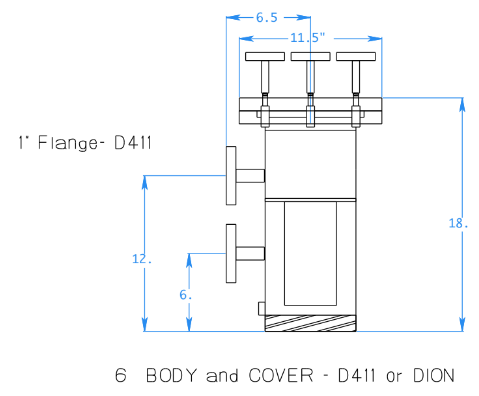 6.5
11.5"
1" Flange- D411
18.
12.
6.
6 BODY and COVER - D411 or DION